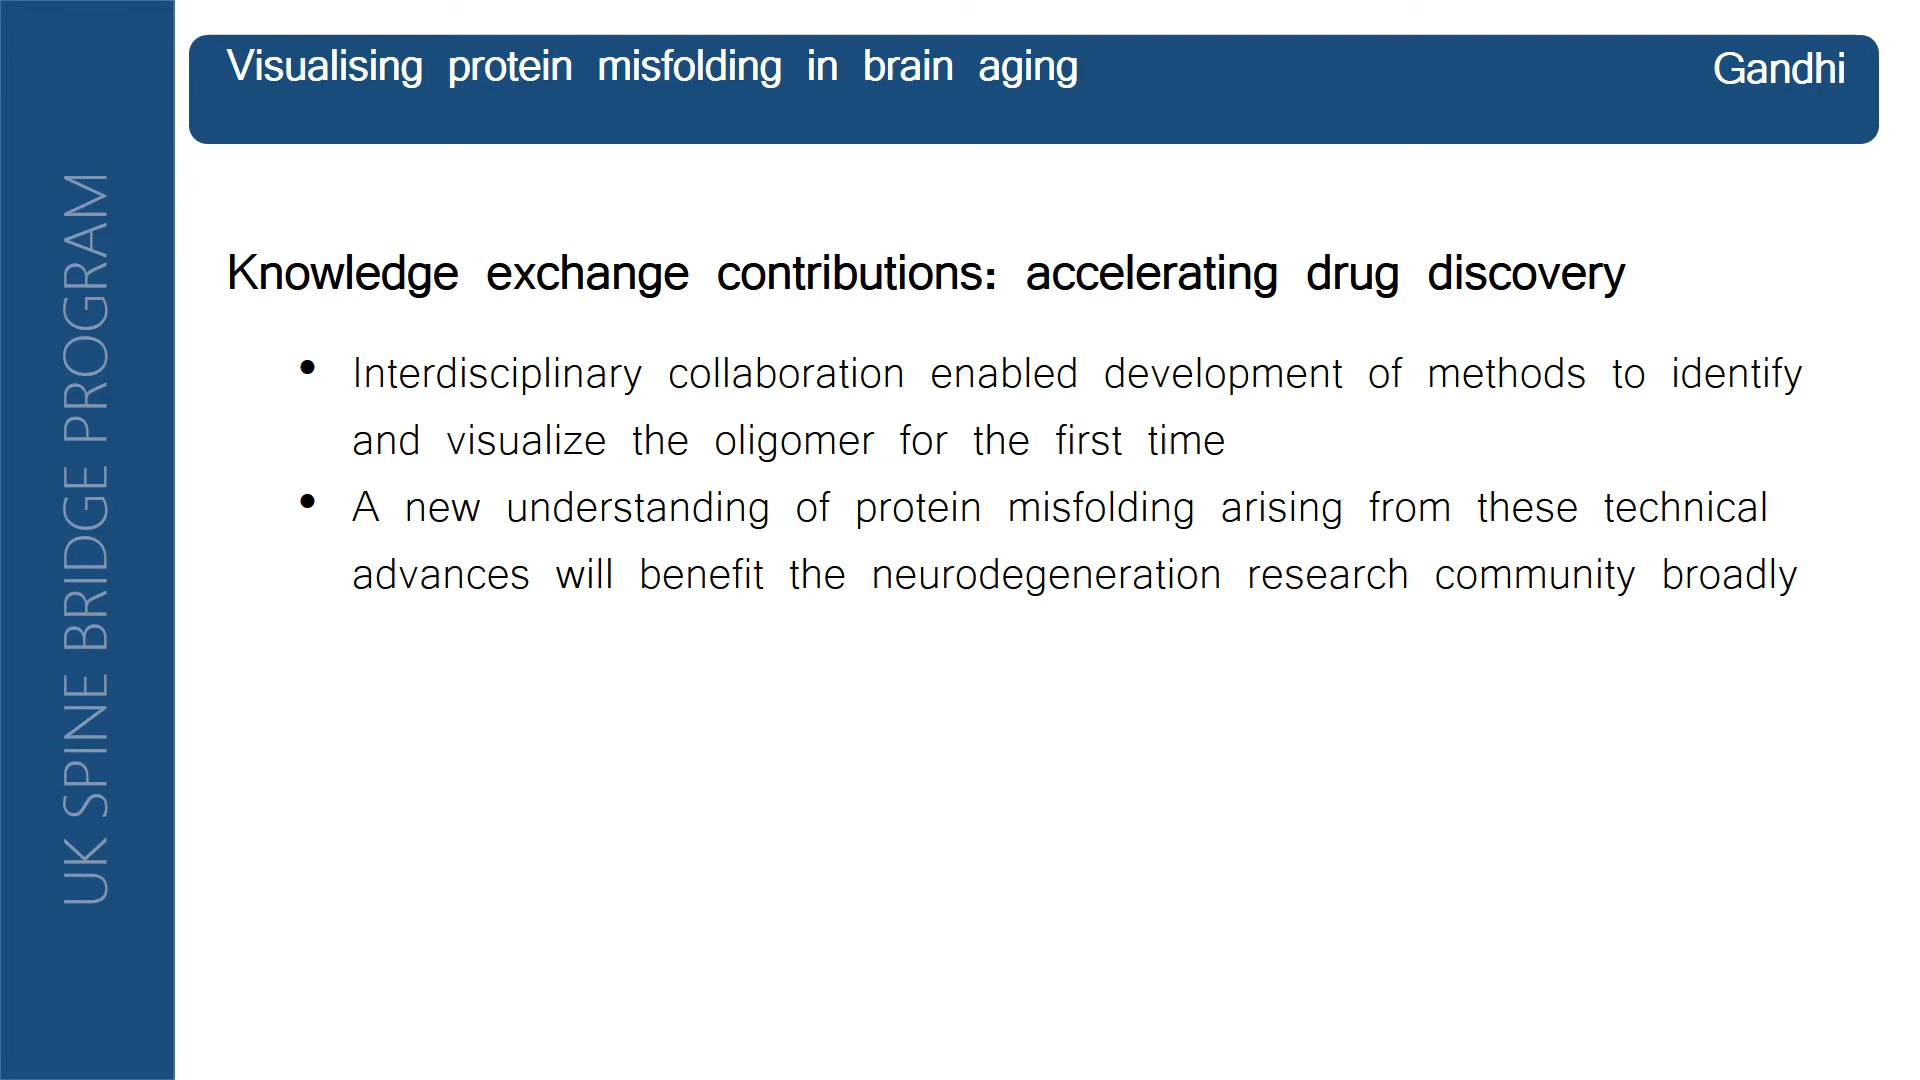 Visualising protein misfolding in brain aging
Gandhi
UK SPINE BRIDGE PROGRAM
Knowledge exchange contributions: accelerating drug discovery
• Interdisciplinary collaboration enabled development of methods to identify
and visualize the oligomer for the first time
• A new understanding of protein misfolding arising from these technical
advances will benefit the neurodegeneration research community broadly